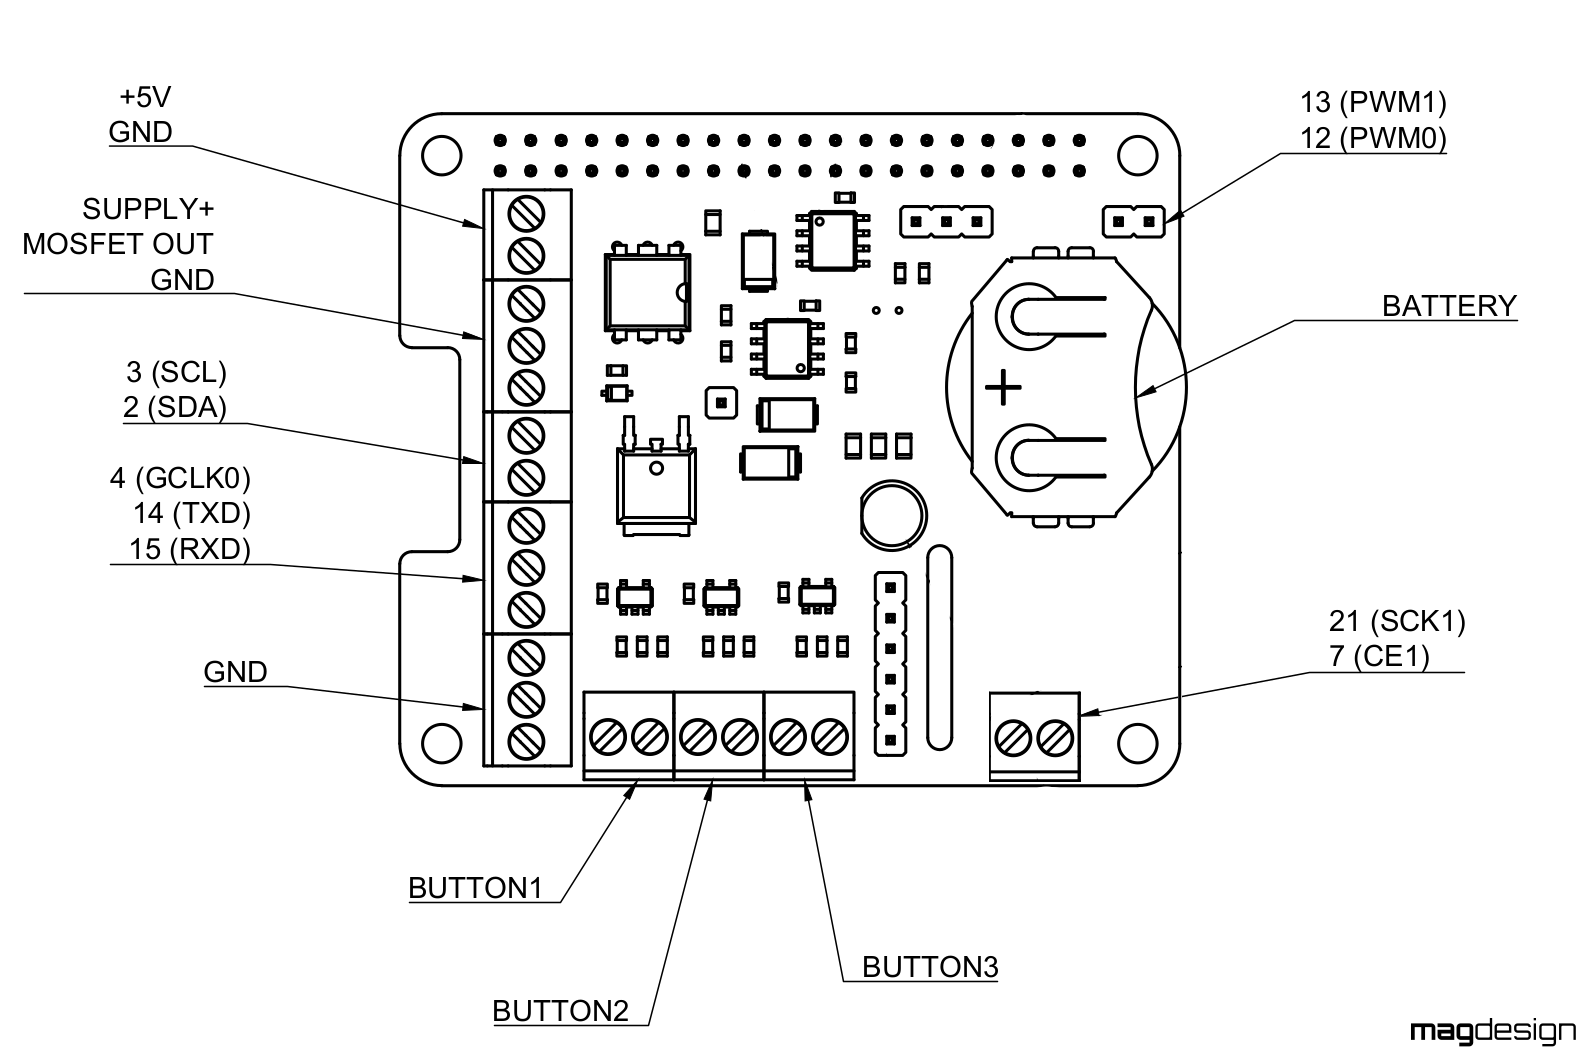 +5V
GND
SUPPLY+
MOSFET OUT
GND
3 (SCL)
2 (SDA)
4 (GCLK0)
14 (TXD)
15 (RXD)
GND
13 (PWM1)
12 (PWM0)
BATTERY
+
21 (SCK1)
7 (CE1)
BUTTON1
BUTTON2
BUTTON3
magdesign